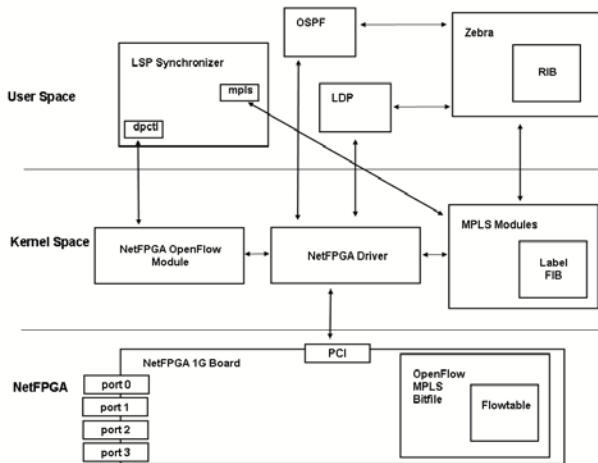 OSPF
Zebra
LSP Synchronizer
RIB
mpls
User Space
LDP
dpctl
MPLS Modules
Kernel Space
NetFPGA OpenFlow
Module
NetFPGA Driver
Label
FIB
PCI
NetFPGA 1G Board
OpenFlow
MPLS
Bitfile
NetFPGA
port 0
port 1
port 2
port 3
Flowtable